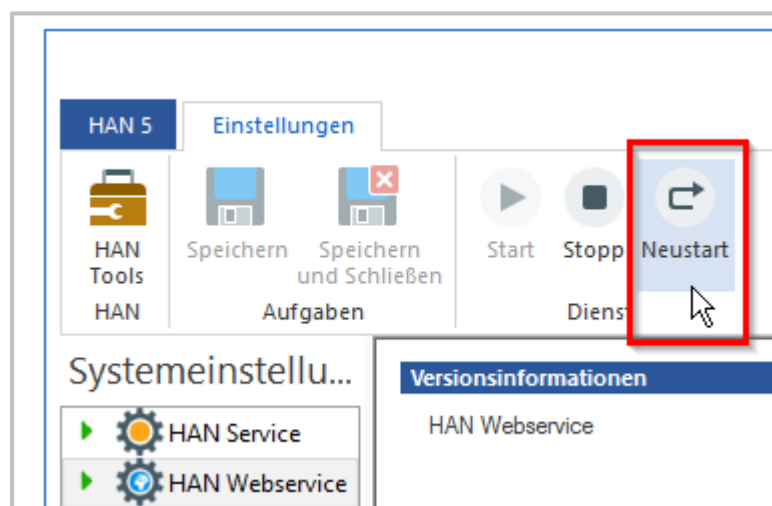 HAN 5
Einstellungen
HAN Tools
Speichern
Speichern und Schließen
Start
Stopp
Neustart
HAN
Aufgaben
Systemeinstellu...
Versionsinformationen
HAN Service
HAN Webservice
HAN Webservice